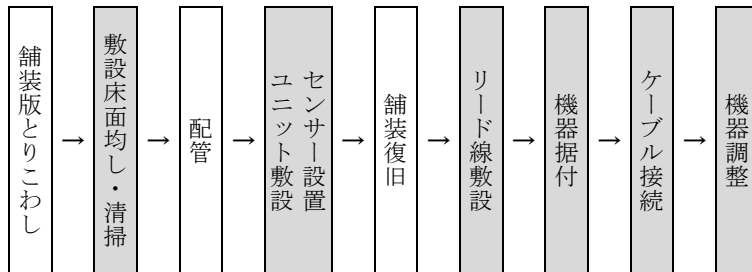 舗装版とりこわし
→
敷設床面均し・清掃
→
配管
→
センサー設置
ユニット敷設
→
舗装復旧
→
リード線敷設
→
機器据付
→
ケーブル接続
→
機器調整